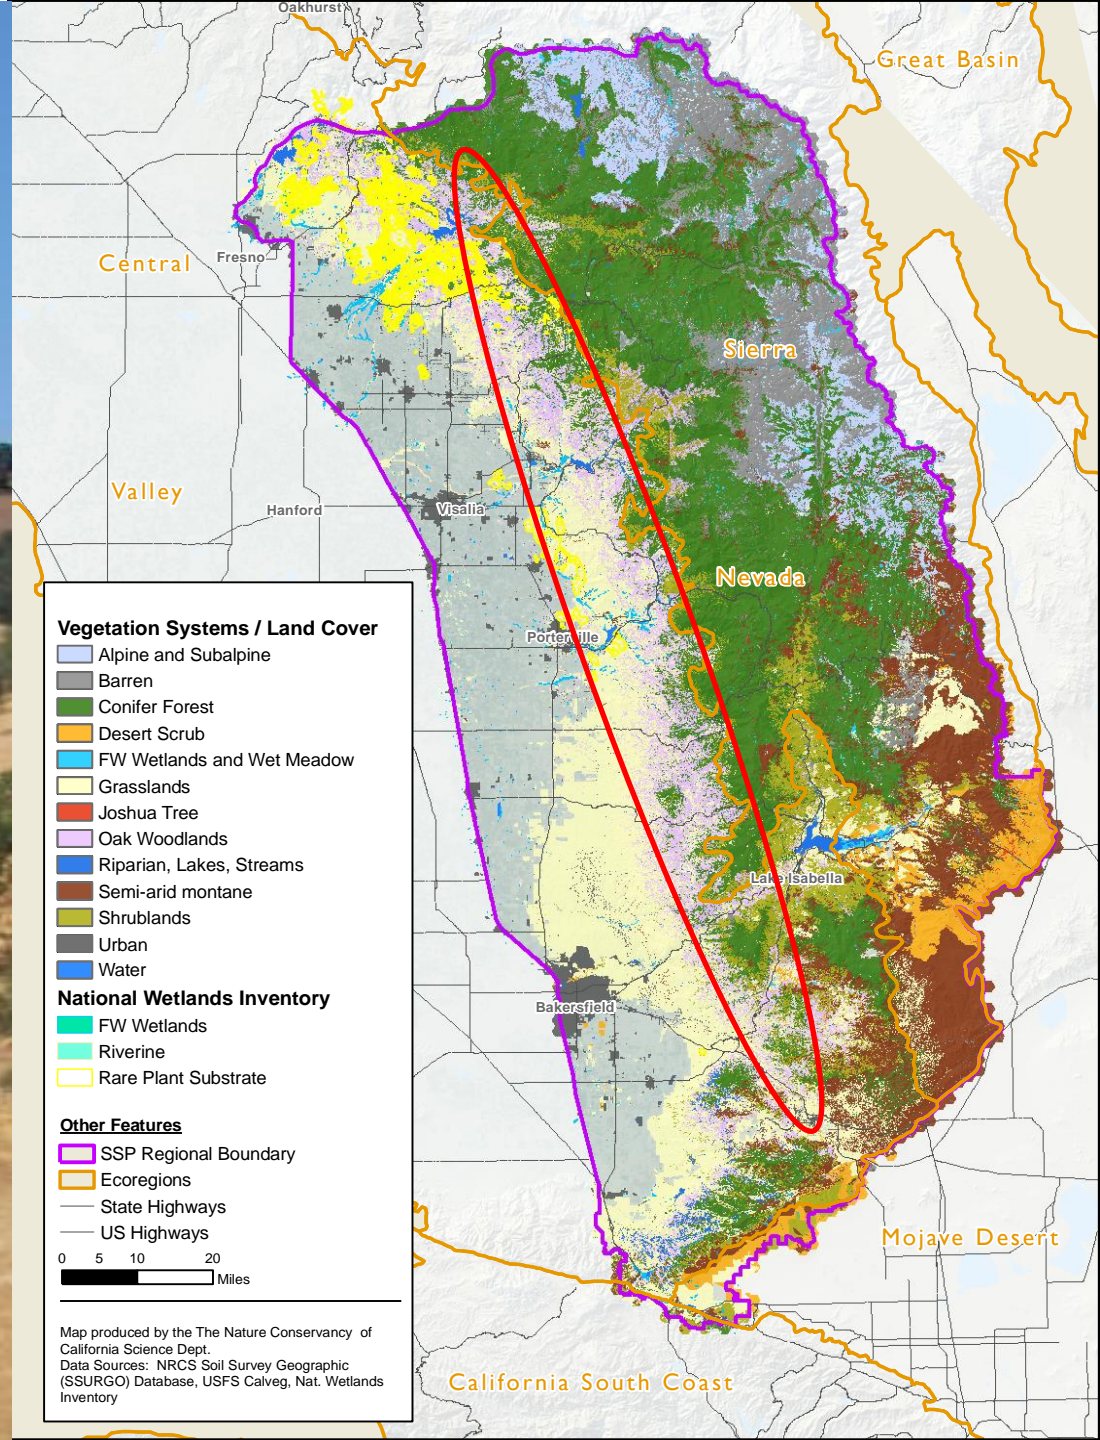 Oakhurst
Great Basin
Central
Fresno
Sierra
Valley
Hanford
Visalia
Nevada
Porterville
Lake Isabella
Bakersfield
Mojave Desert
California South Coast
Vegetation Systems / Land Cover
Alpine and Subalpine
Barren
Conifer Forest
Desert Scrub
FW Wetlands and Wet Meadow
Grasslands
Joshua Tree
Oak Woodlands
Riparian, Lakes, Streams
Semi-arid montane
Shrublands
Urban
Water
National Wetlands Inventory
FW Wetlands
Riverine
Rare Plant Substrate
Other Features
SSP Regional Boundary
Ecoregions
State Highways
US Highways
0 5 10 20
Miles
Map produced by the The Nature Conservancy of
California Science Dept.
Data Sources: NRCS Soil Survey Geographic
(SSURGO) Database, USFS Calveg, Nat. Wetlands
Inventory